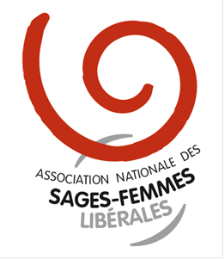 ASSOCIATION NATIONALE DES
SAGES-FEMMES
LIBÉRALES